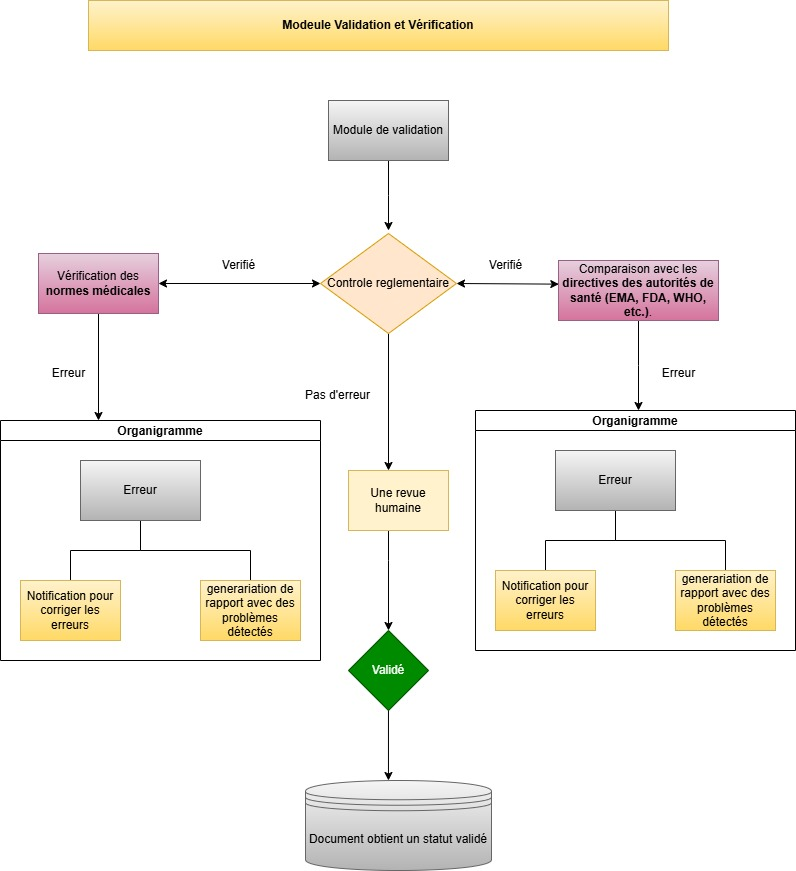 Modeule Validation et Vérification
Module de validation
Verifié
Verifié
Vérification des
normes médicales
Controle reglementaire
Comparaison avec les
directives des autorités de
santé (EMA, FDA, WHO,
etc.).
Erreur
Pas d'erreur
Erreur
Organigramme
Erreur
Notification pour
corriger les
erreurs
generariation de
rapport avec des
problèmes
détectés
Une revue
humaine
Organigramme
Erreur
Notification pour
corriger les
erreurs
generariation de
rapport avec des
problèmes
détectés
Validé
Document obtient un statut validé